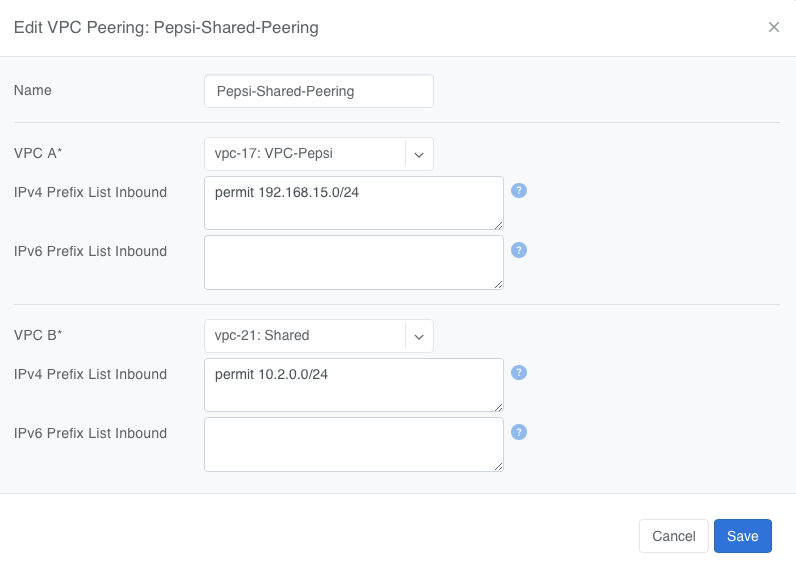 Edit VPC Peering: Pepsi-Shared-Peering ×
Name Pepsi-Shared-Peering
VPC A* vpc-17: VPC-Pepsi
IPv4 Prefix List Inbound permit 192.168.15.0/24 ?
IPv6 Prefix List Inbound ?
VPC B* vpc-21: Shared
IPv4 Prefix List Inbound permit 10.2.0.0/24 ?
IPv6 Prefix List Inbound ?
Cancel Save